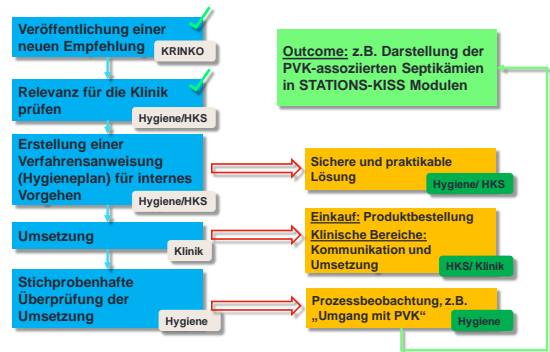 Veröffentlichung einer
neuen Empfehlung
KRINKO
Relevanz für die Klinik
prüfen
Hygiene/HKS
Erstellung einer
Verfahrensanweisung
(Hygieneplan) für internes
Vorgehen
Hygiene/HKS
Umsetzung
Klinik
Stichprobenhafte
Überprüfung der
Umsetzung
Hygiene
Outcome: z.B. Darstellung der
PVK-assoziierten Septikämien
in STATIONS-KISS Modulen
Sichere und praktikable
Lösung
Hygiene/ HKS
Einkauf: Produktbestellung
Klinische Bereiche:
Kommunikation und
Umsetzung
HKS/ Klinik
Prozessbeobachtung, z.B.
„Umgang mit PVK“
Hygiene